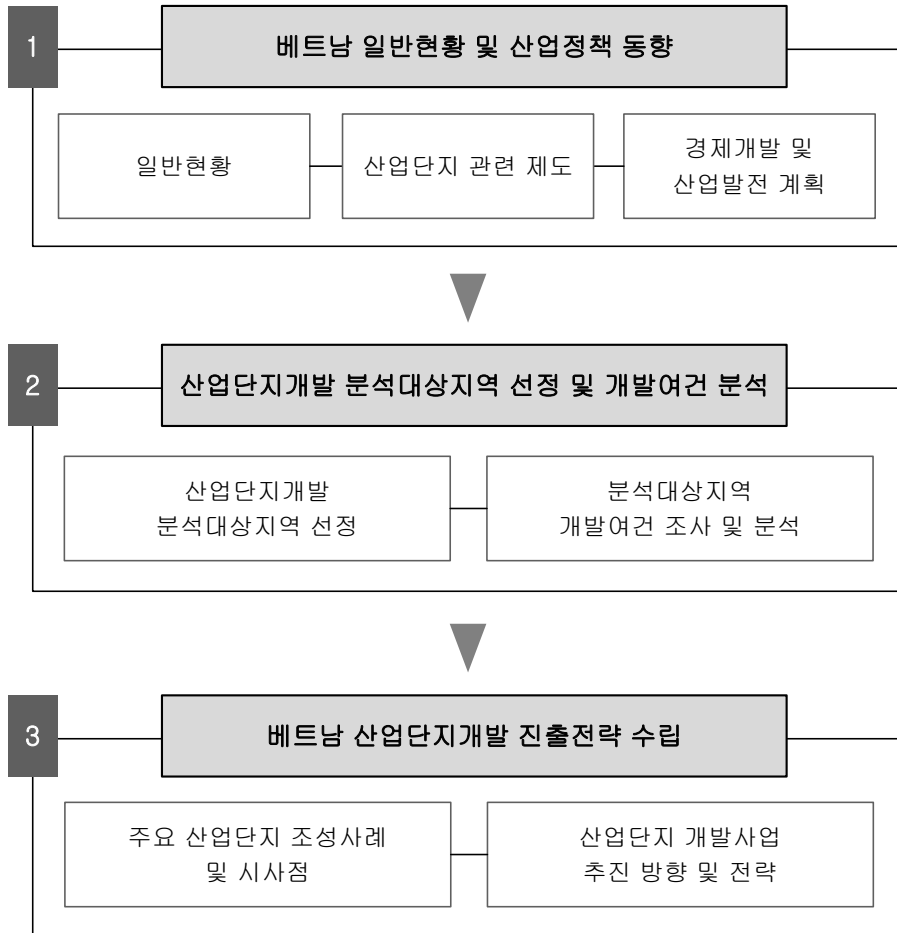 1
베트남 일반현황 및 산업정책 동향
일반현황
산업단지 관련 제도
경제개발 및
산업발전 계획
2
산업단지개발 분석대상지역 선정 및 개발여건 분석
산업단지개발
분석대상지역 선정
분석대상지역
개발여건 조사 및 분석
3
베트남 산업단지개발 진출전략 수립
주요 산업단지 조성사례
및 시사점
산업단지 개발사업
추진 방향 및 전략